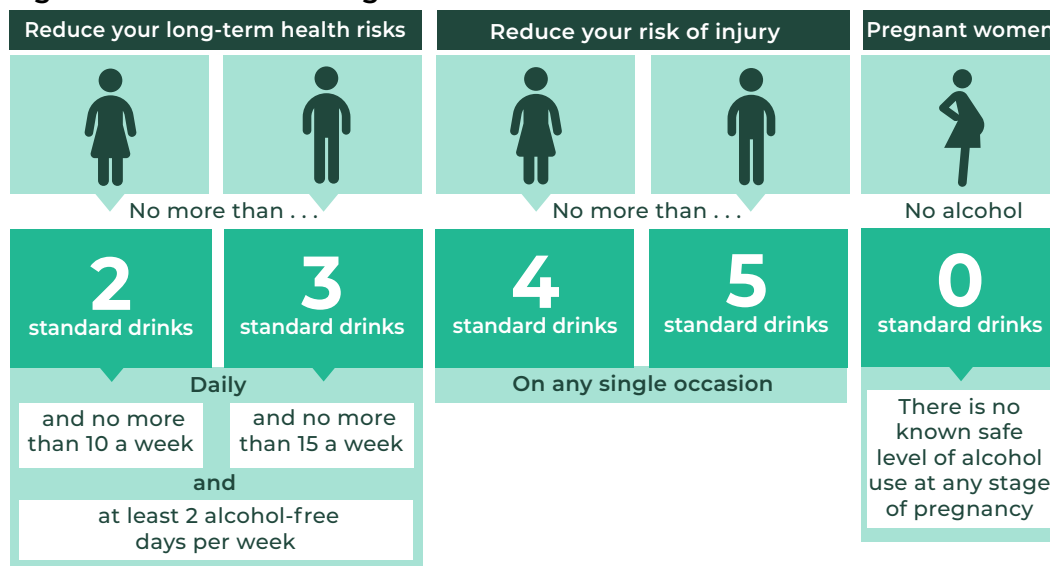 Reduce your long-term health risks
No more than . . .
2
standard drinks
3
standard drinks
Daily
and no more
than 10 a week
and no more
than 15 a week
and
at least 2 alcohol-free
days per week
Reduce your risk of injury
No more than . . .
4
standard drinks
5
standard drinks
On any single occasion
Pregnant women
No alcohol
0
standard drinks
There is no
known safe
level of alcohol
use at any stage
of pregnancy